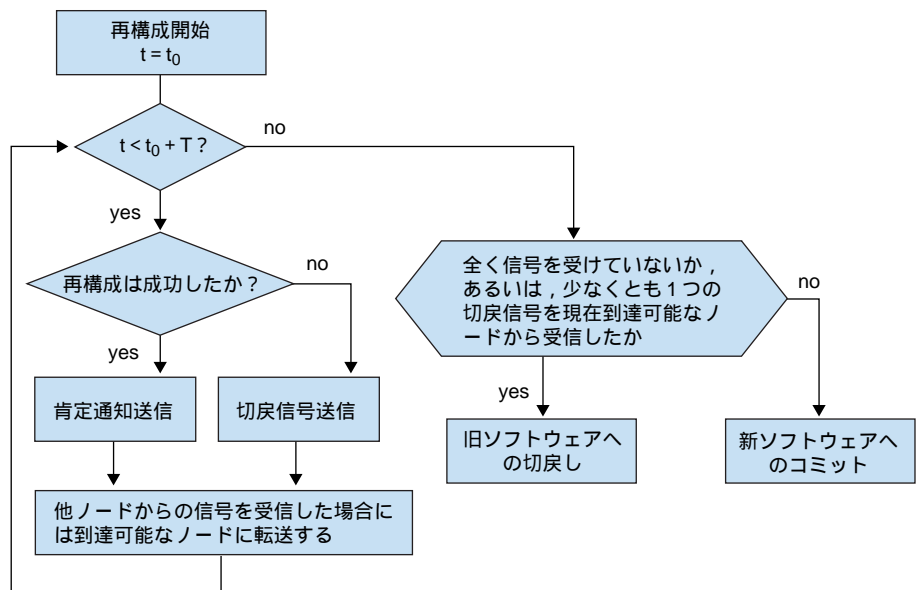 再構成開始
t = t₀
t < t₀ + T？
no
yes
再構成は成功したか？
no
yes
肯定通知送信
切戻信号送信
他ノードからの信号を受信した場合に
は到達可能なノードに転送する
全く信号を受けていないか，
あるいは，少なくとも１つの
切戻信号を現在到達可能なノ
ードから受信したか
no
yes
旧ソフトウェアへ
の切戻し
新ソフトウェアへ
のコミット